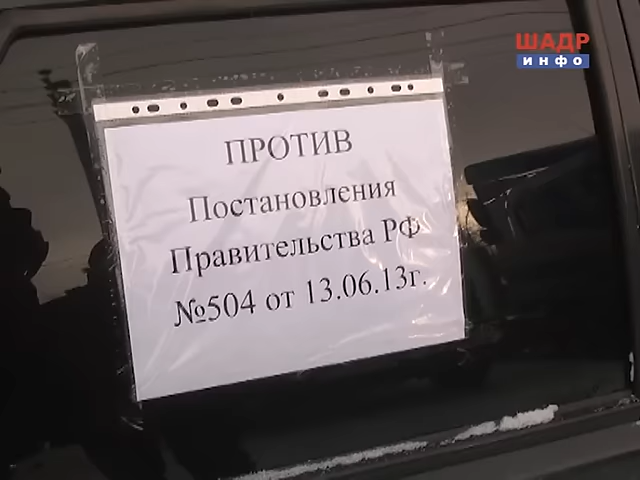 ШАДР
инфо
ПРОТИВ
Постановления
Правительства РФ
№504 от 13.06.13г.